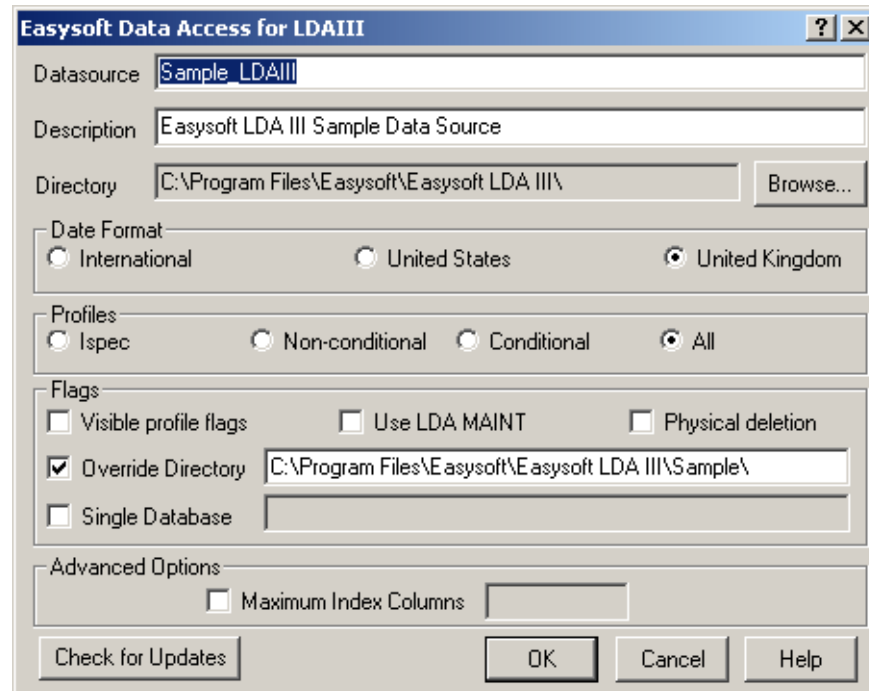 Easysoft Data Access for LDAIII
Datasource Sample_LDAIII
Description Easysoft LDA III Sample Data Source
Directory C:\Program Files\Easysoft\Easysoft LDA III\ Browse...
Date Format
International United States United Kingdom
Profiles
Ispec Non-conditional Conditional All
Flags
Visible profile flags Use LDA MAINT Physical deletion
Override Directory C:\Program Files\Easysoft\Easysoft LDA III\Sample\
Single Database
Advanced Options
Maximum Index Columns
Check for Updates OK Cancel Help